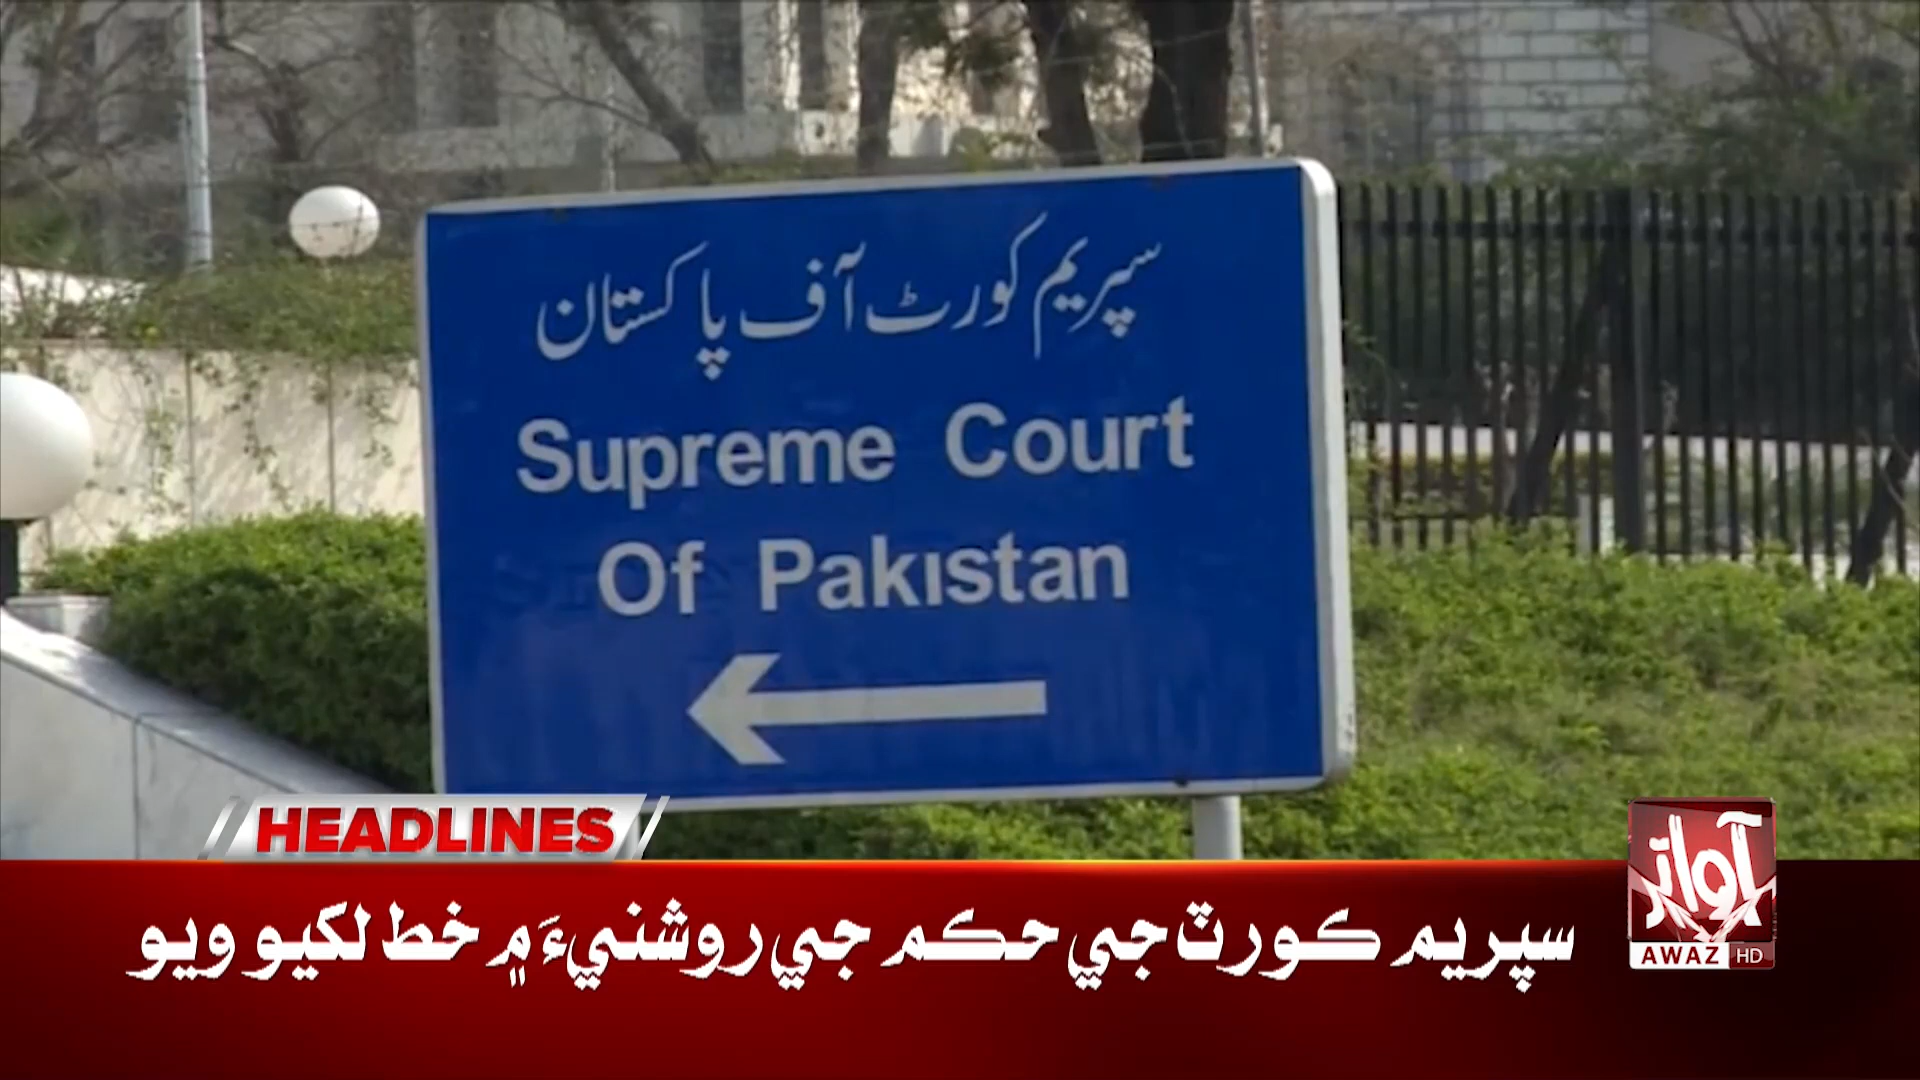 سپریم کورٹ آف پاکستان
Supreme Court
Of Pakistan
HEADLINES
سپريم ڪورٽ جي حڪم جي روشنيءَ ۾ خط لکيو ويو
آواز
AWAZ HD